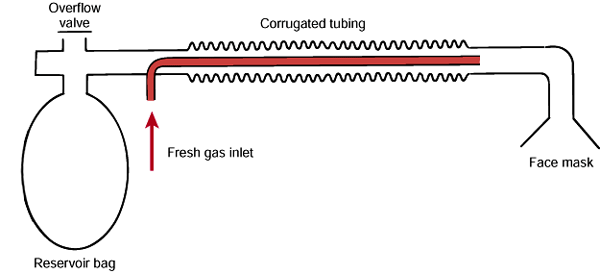 Overflow
valve
Corrugated tubing
Fresh gas inlet
Face mask
Reservoir bag